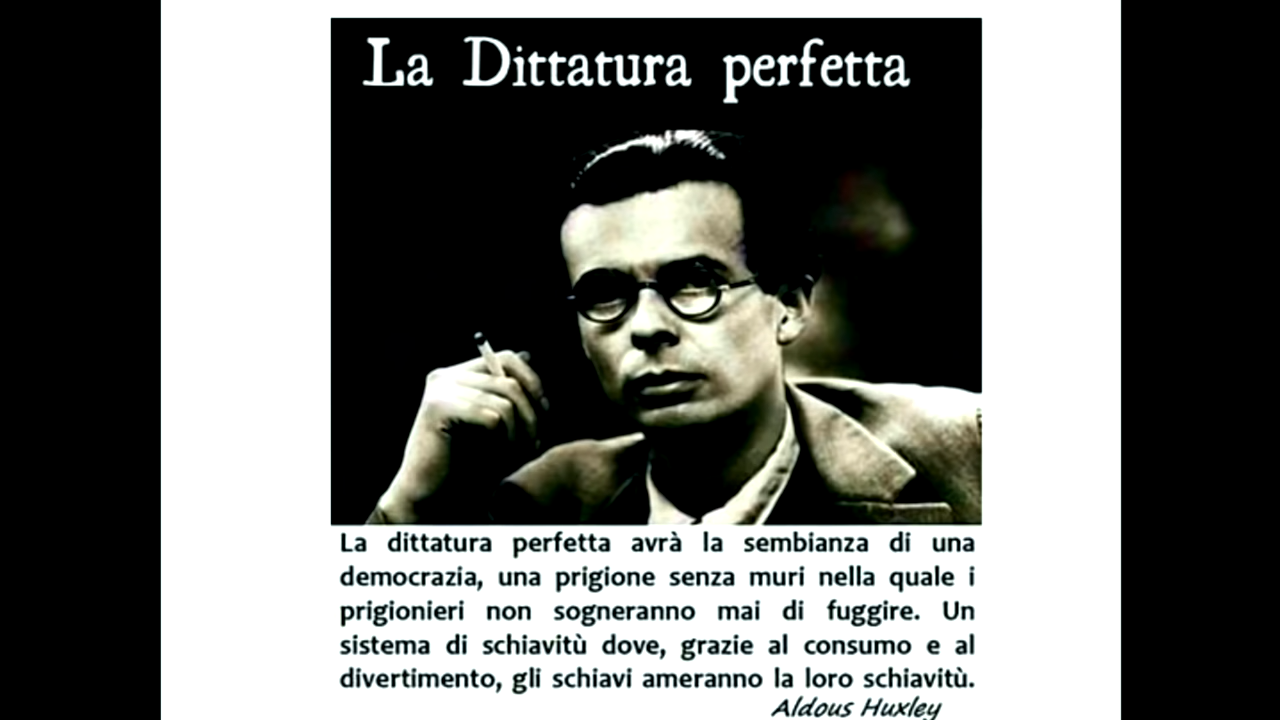 La Dittatura perfetta
La dittatura perfetta avrà la sembianza di una
democrazia, una prigione senza muri nella quale i
prigionieri non sogneranno mai di fuggire. Un
sistema di schiavitù dove, grazie al consumo e al
divertimento, gli schiavi ameranno la loro schiavitù.
Aldous Huxley